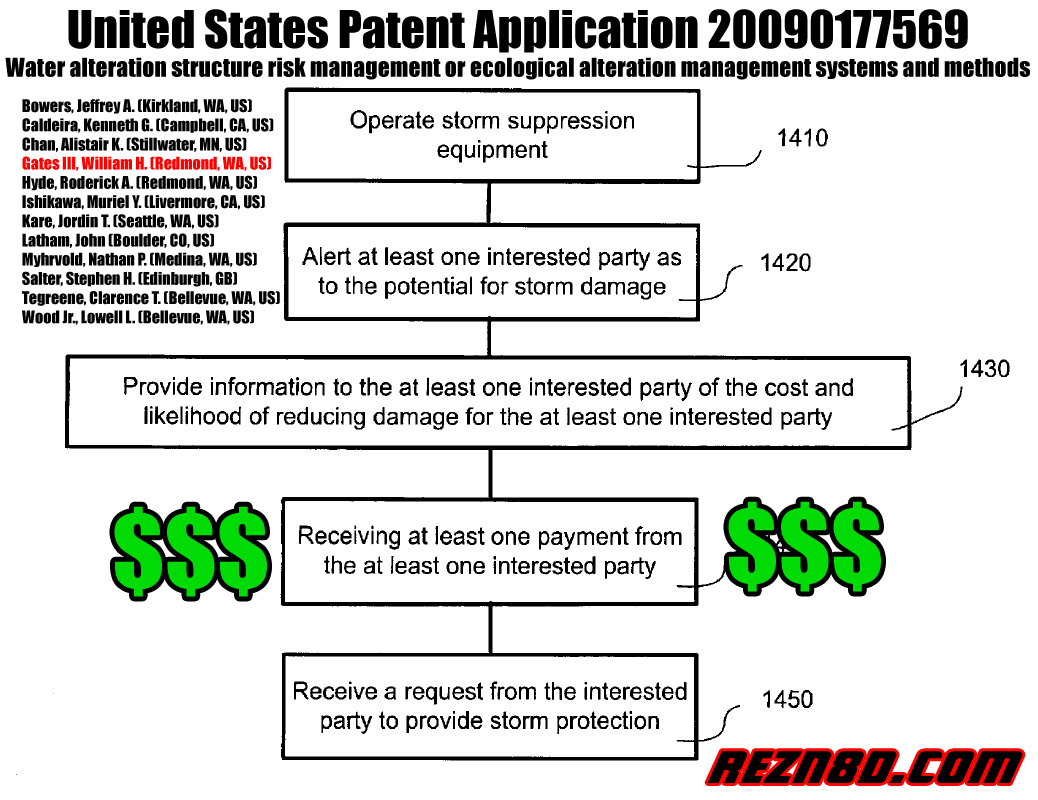 United States Patent Application 20090177569
Water alteration structure risk management or ecological alteration management systems and methods
Bowers, Jeffrey A. (Kirkland, WA, US)
Caldeira, Kenneth G. (Campbell, CA, US)
Chan, Alistair K. (Stillwater, MN, US)
Gates III, William H. (Redmond, WA, US)
Hyde, Roderick A. (Redmond, WA, US)
Ishikawa, Muriel Y. (Livermore, CA, US)
Kare, Jordin T. (Seattle, WA, US)
Latham, John (Boulder, CO, US)
Myhrvold, Nathan P. (Medina, WA, US)
Salter, Stephen H. (Edinburgh, GB)
Tegreene, Clarence T. (Bellevue, WA, US)
Wood Jr., Lowell L. (Bellevue, WA, US)
Operate storm suppression
equipment
1410
Alert at least one interested party as
to the potential for storm damage
1420
Provide information to the at least one interested party of the cost and
likelihood of reducing damage for the at least one interested party
1430
$$$
Receiving at least one payment from
the at least one interested party
$$$
Receive a request from the interested
party to provide storm protection
1450
REZN8D.COM